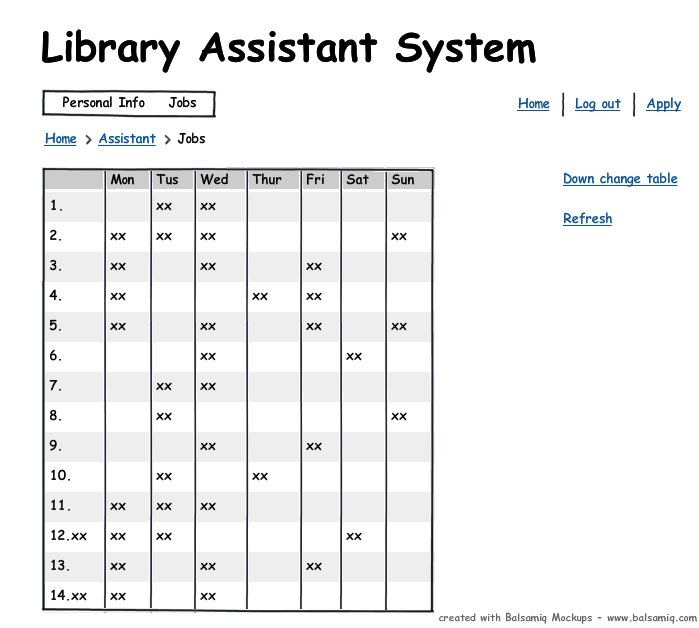 Library Assistant System
Personal Info Jobs
Home Log out Apply
Home > Assistant > Jobs
Down change table
Refresh
Mon Tus Wed Thur Fri Sat Sun
1. xx xx
2. xx xx xx xx
3. xx xx xx
4. xx xx xx
5. xx xx xx xx
6. xx xx
7. xx xx
8. xx xx
9. xx xx
10. xx xx
11. xx xx xx
12.xx xx xx xx
13. xx xx xx
14.xx xx xx
created with Balsamiq Mockups - www.balsamiq.com